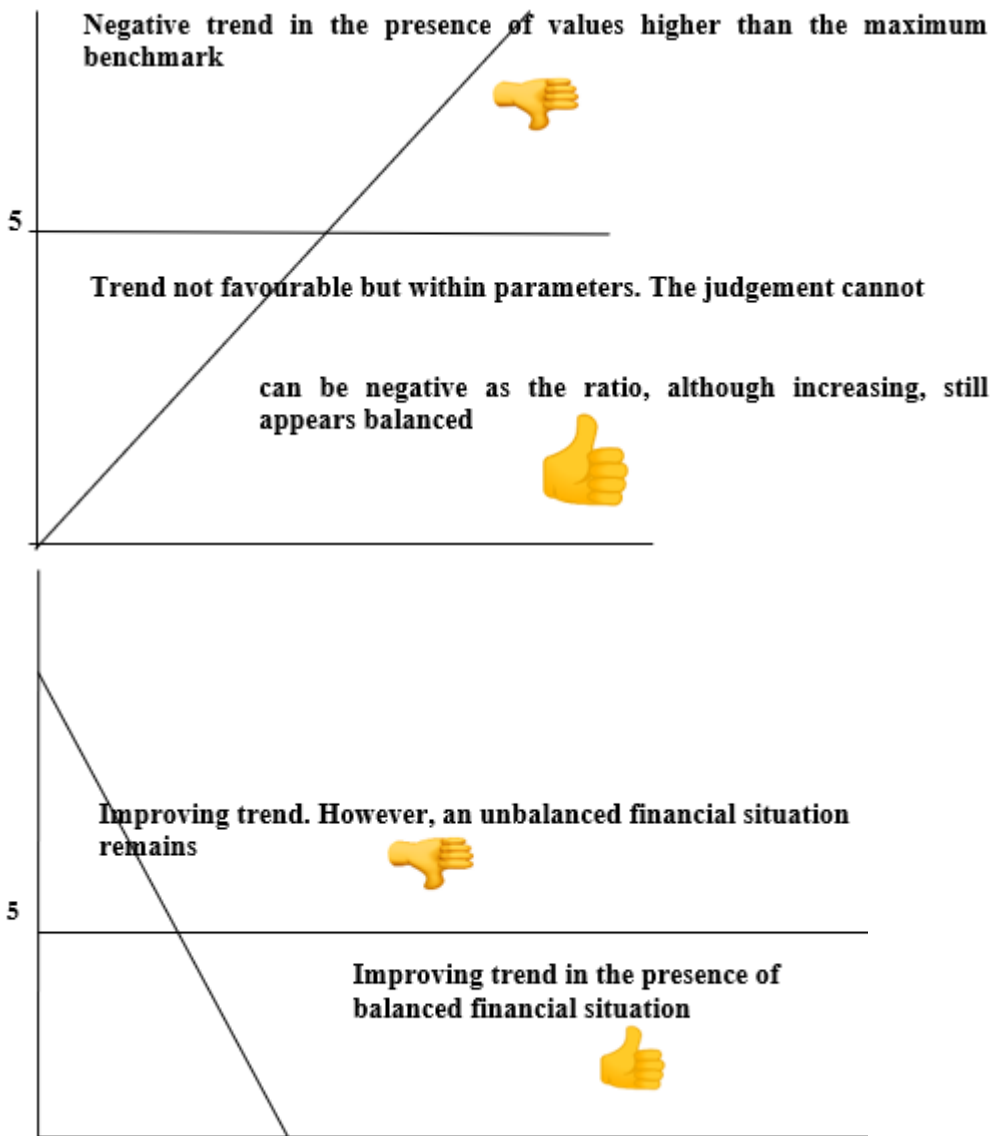 Negative trend in the presence of values higher than the maximum
benchmark
5
Trend not favourable but within parameters. The judgement cannot
can be negative as the ratio, although increasing, still
appears balanced
Improving trend. However, an unbalanced financial situation
remains
5
Improving trend in the presence of
balanced financial situation